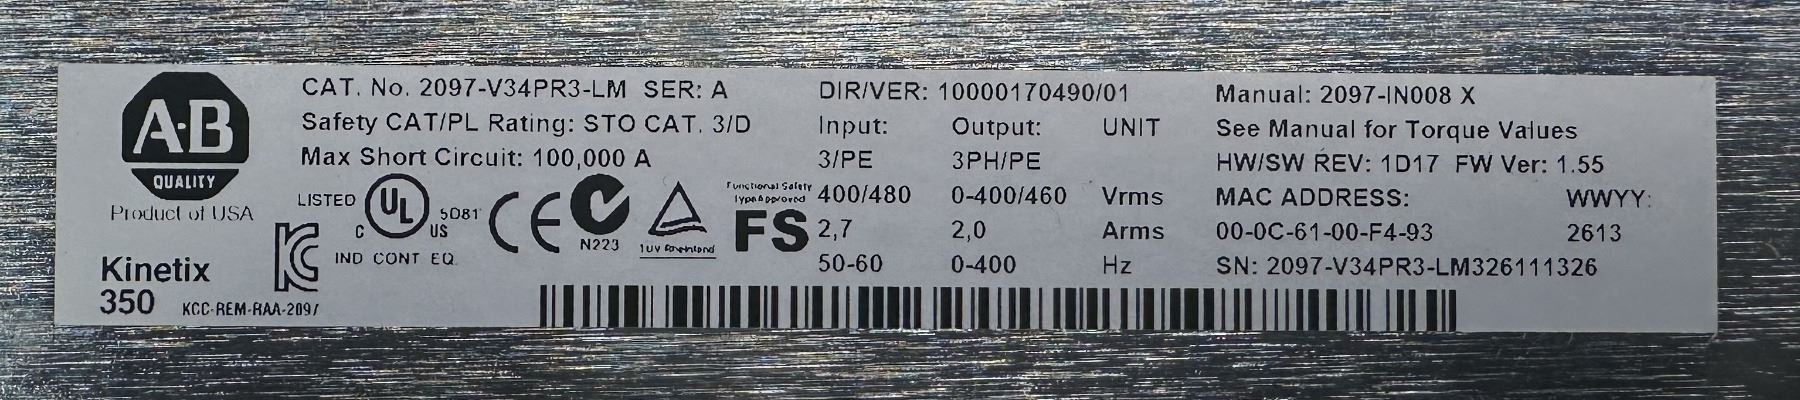 A·B
QUALITY
Product of USA
Kinetix
350
KCC-REM-RAA-2097
CAT. No. 2097-V34PR3-LM SER: A
Safety CAT/PL Rating: STO CAT. 3/D
Max Short Circuit: 100,000 A
LISTED
UL
C US
5D81
IND CONT EQ
CE
N223
TUV Rheinland
Functional Safety
Type Approved
FS
DIR/VER: 10000170490/01
Input: Output: UNIT
3/PE 3PH/PE
400/480 0-400/460 Vrms
2,7 2,0 Arms
50-60 0-400 Hz
Manual: 2097-IN008 X
See Manual for Torque Values
HW/SW REV: 1D17 FW Ver: 1.55
MAC ADDRESS: WWYY:
00-0C-61-00-F4-93 2613
SN: 2097-V34PR3-LM326111326